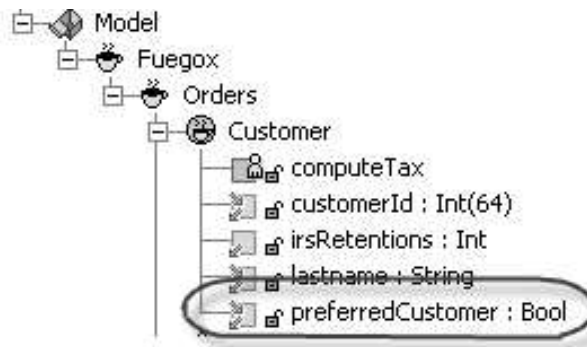 Model
Fuegox
Orders
Customer
computeTax
customerId : Int(64)
irsRetentions : Int
lastname : String
preferredCustomer : Bool